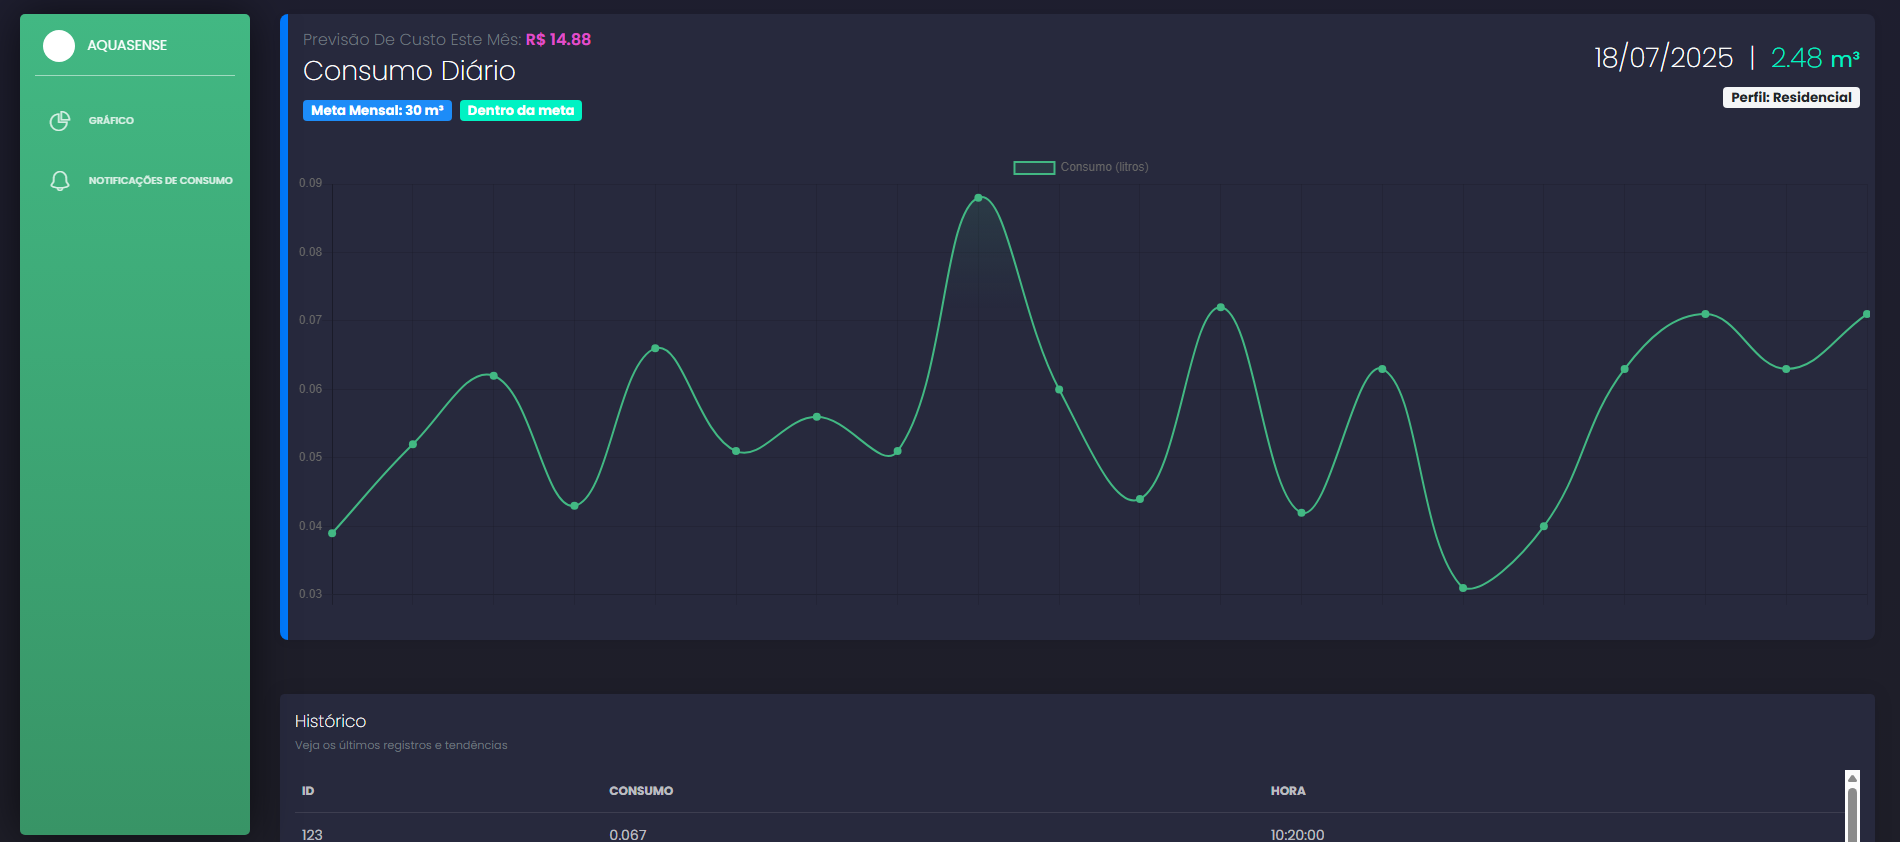 AQUASENSE
GRÁFICO
NOTIFICAÇÕES DE CONSUMO
Previsão De Custo Este Mês: R$ 14.88
Consumo Diário
Meta Mensal: 30 m³ Dentro da meta
18/07/2025 | 2.48 m³
Perfil: Residencial
Consumo (litros)
0.09
0.08
0.07
0.06
0.05
0.04
0.03
Histórico
Veja os últimos registros e tendências
ID CONSUMO HORA
123 0.067 10:20:00